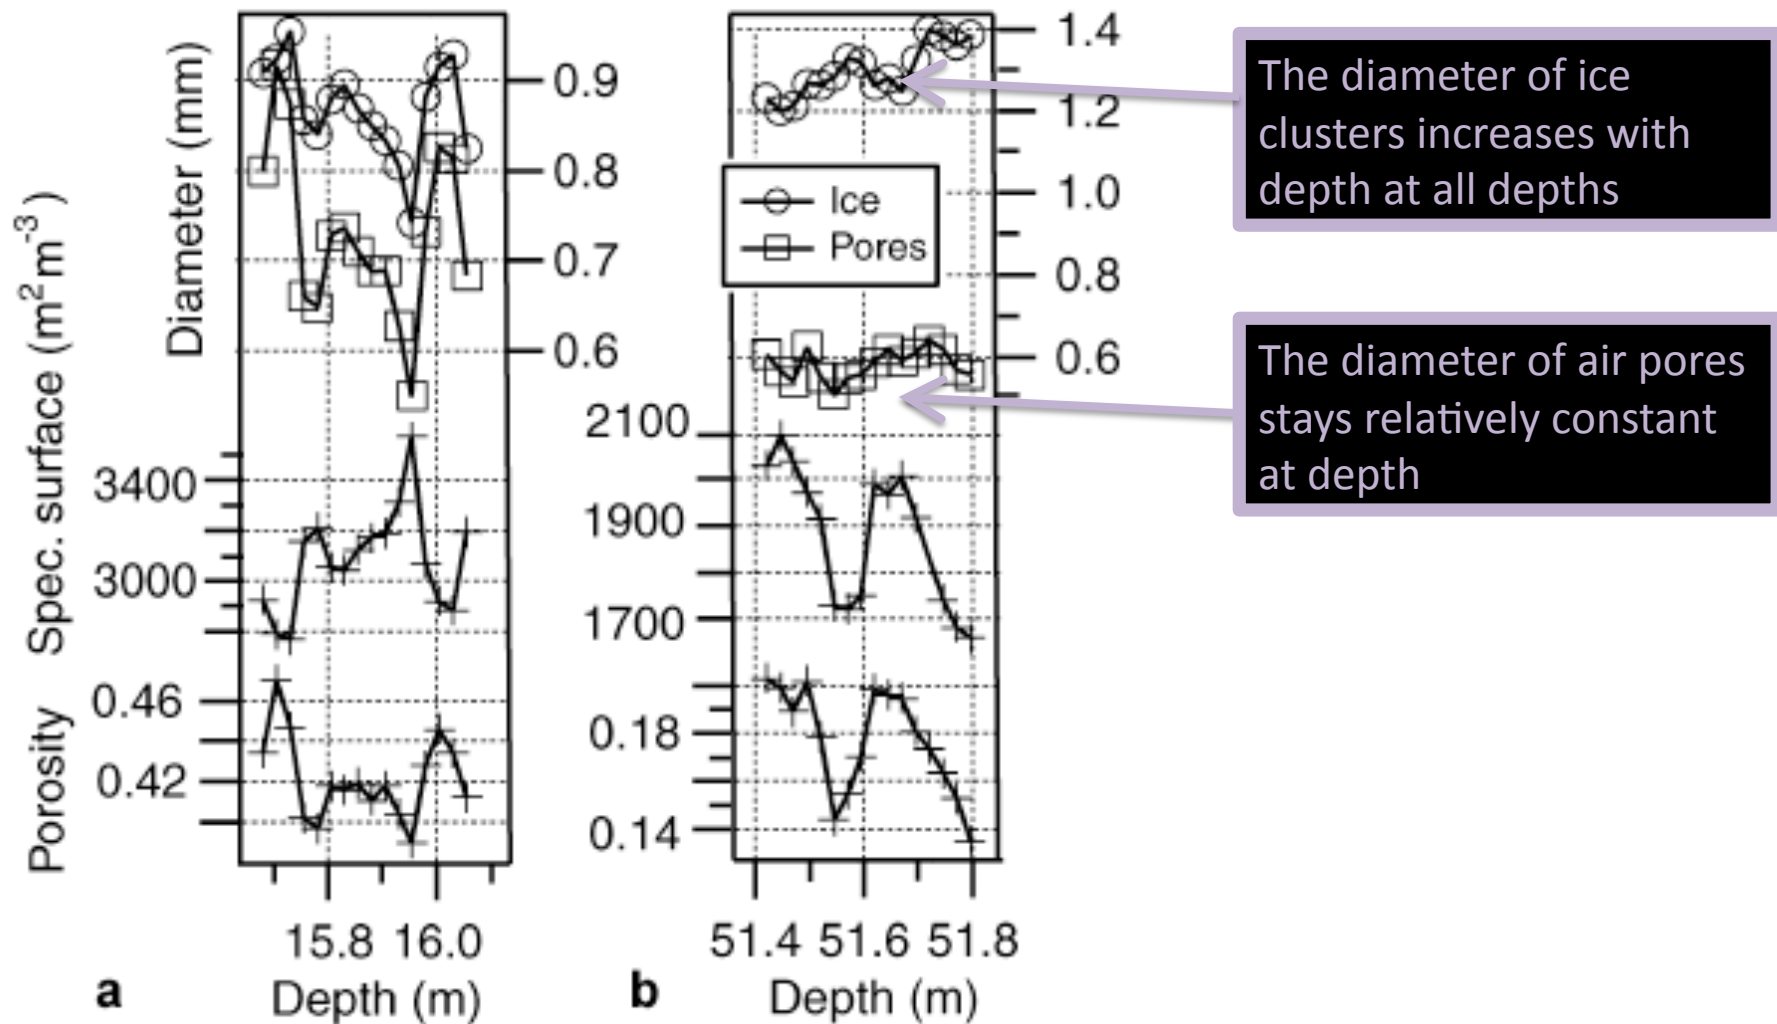 Diameter (mm)
Spec. surface (m² m⁻³)
Porosity
0.9
0.8
0.7
0.6
3400
3000
0.46
0.42
15.8 16.0
a Depth (m)
1.4
1.2
1.0
0.8
0.6
Ice
Pores
2100
1900
1700
0.18
0.14
51.4 51.6 51.8
b Depth (m)
The diameter of ice
clusters increases with
depth at all depths
The diameter of air pores
stays relatively constant
at depth